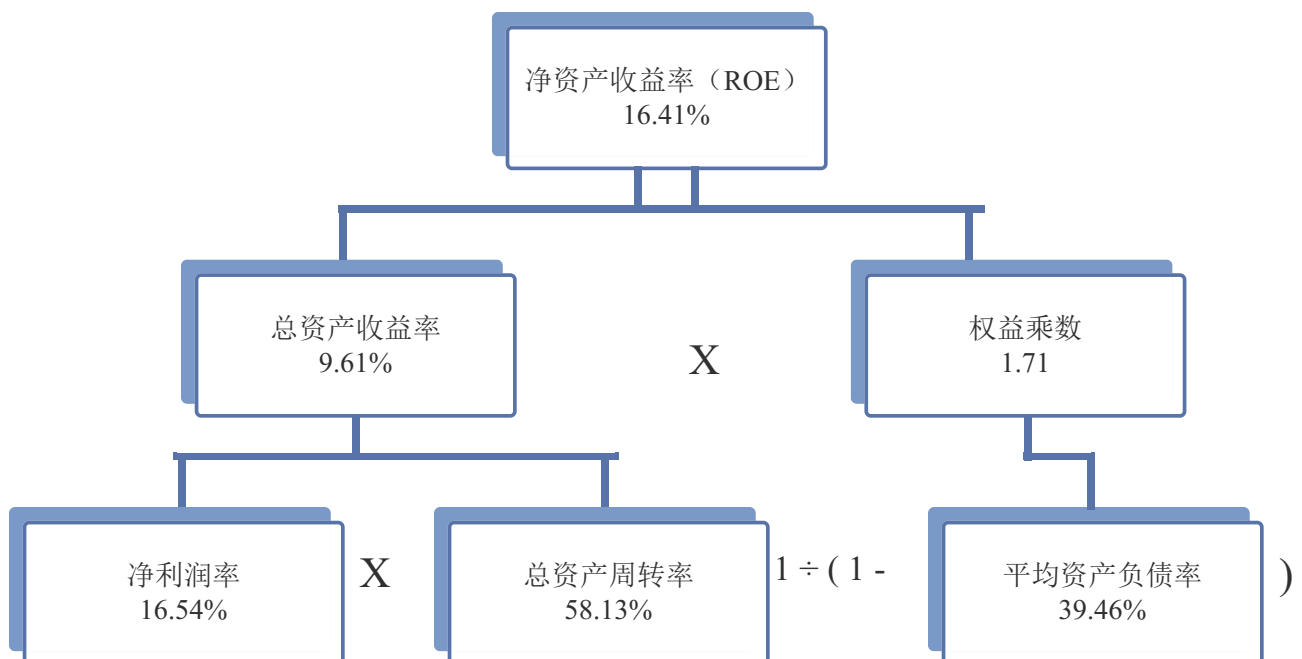 净资产收益率（ROE）
16.41%
总资产收益率
9.61%
X
权益乘数
1.71
净利润率
16.54%
X
总资产周转率
58.13%
1 ÷ ( 1 -
平均资产负债率
39.46%
)